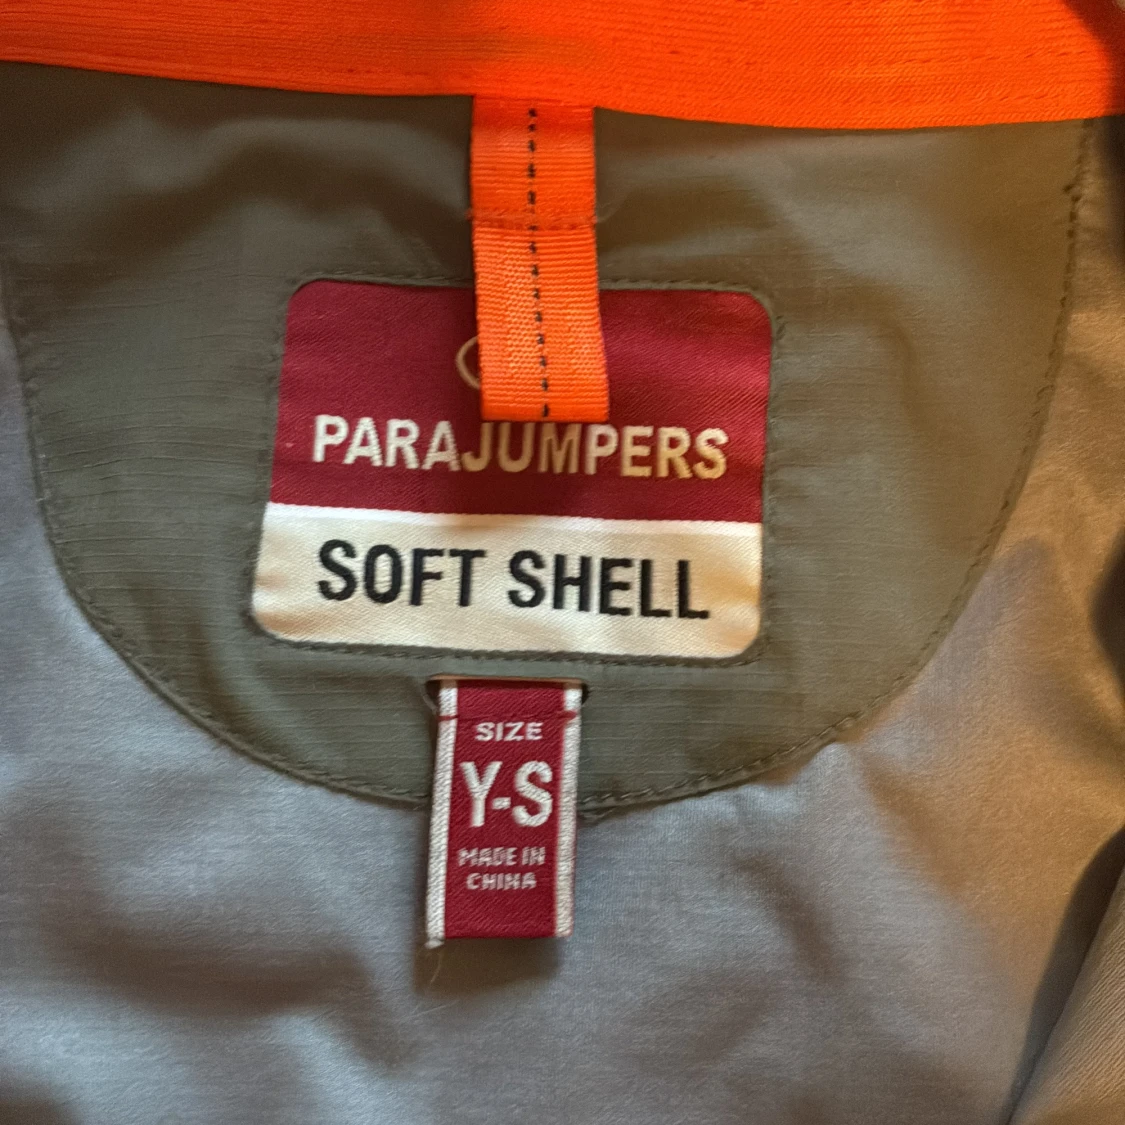 PARAJUMPERS
SOFT SHELL
SIZE
Y-S
MADE IN
CHINA